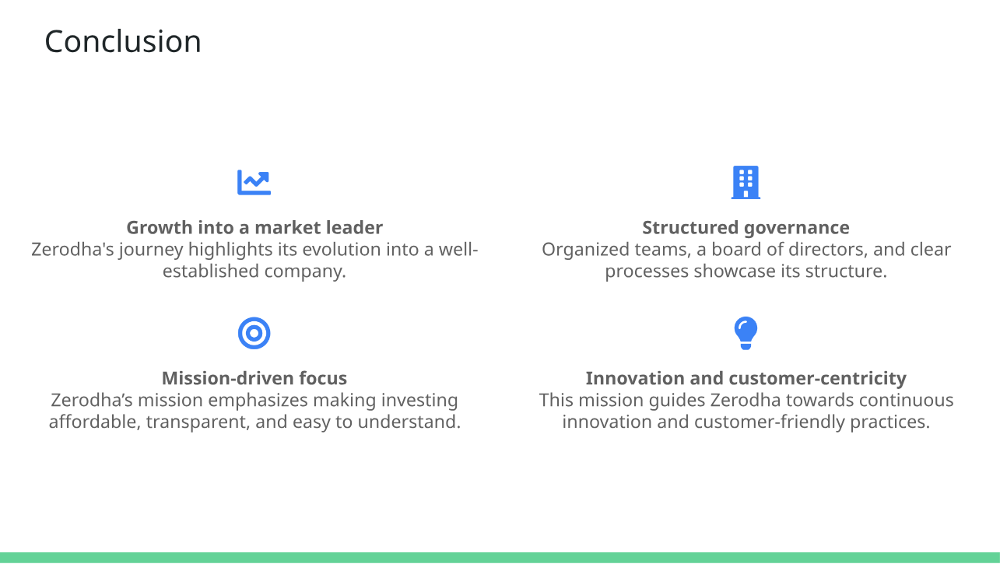 Conclusion
Growth into a market leader
Zerodha's journey highlights its evolution into a well-
established company.
Structured governance
Organized teams, a board of directors, and clear
processes showcase its structure.
Mission-driven focus
Zerodha’s mission emphasizes making investing
affordable, transparent, and easy to understand.
Innovation and customer-centricity
This mission guides Zerodha towards continuous
innovation and customer-friendly practices.